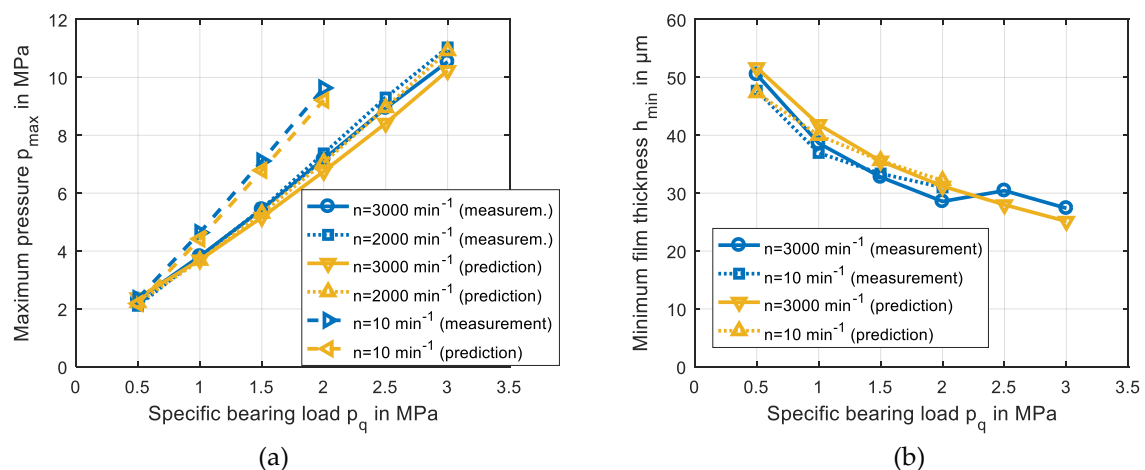 12
10
8
6
4
2
0
0 0.5 1 1.5 2 2.5 3 3.5
Maximum pressure p_max in MPa
Specific bearing load p_q in MPa
n=3000 min⁻¹ (measurem.)
n=2000 min⁻¹ (measurem.)
n=3000 min⁻¹ (prediction)
n=2000 min⁻¹ (prediction)
n=10 min⁻¹ (measurement)
n=10 min⁻¹ (prediction)
(a)
60
50
40
30
20
10
0
0 0.5 1 1.5 2 2.5 3 3.5
Minimum film thickness h_min in µm
Specific bearing load p_q in MPa
n=3000 min⁻¹ (measurement)
n=10 min⁻¹ (measurement)
n=3000 min⁻¹ (prediction)
n=10 min⁻¹ (prediction)
(b)